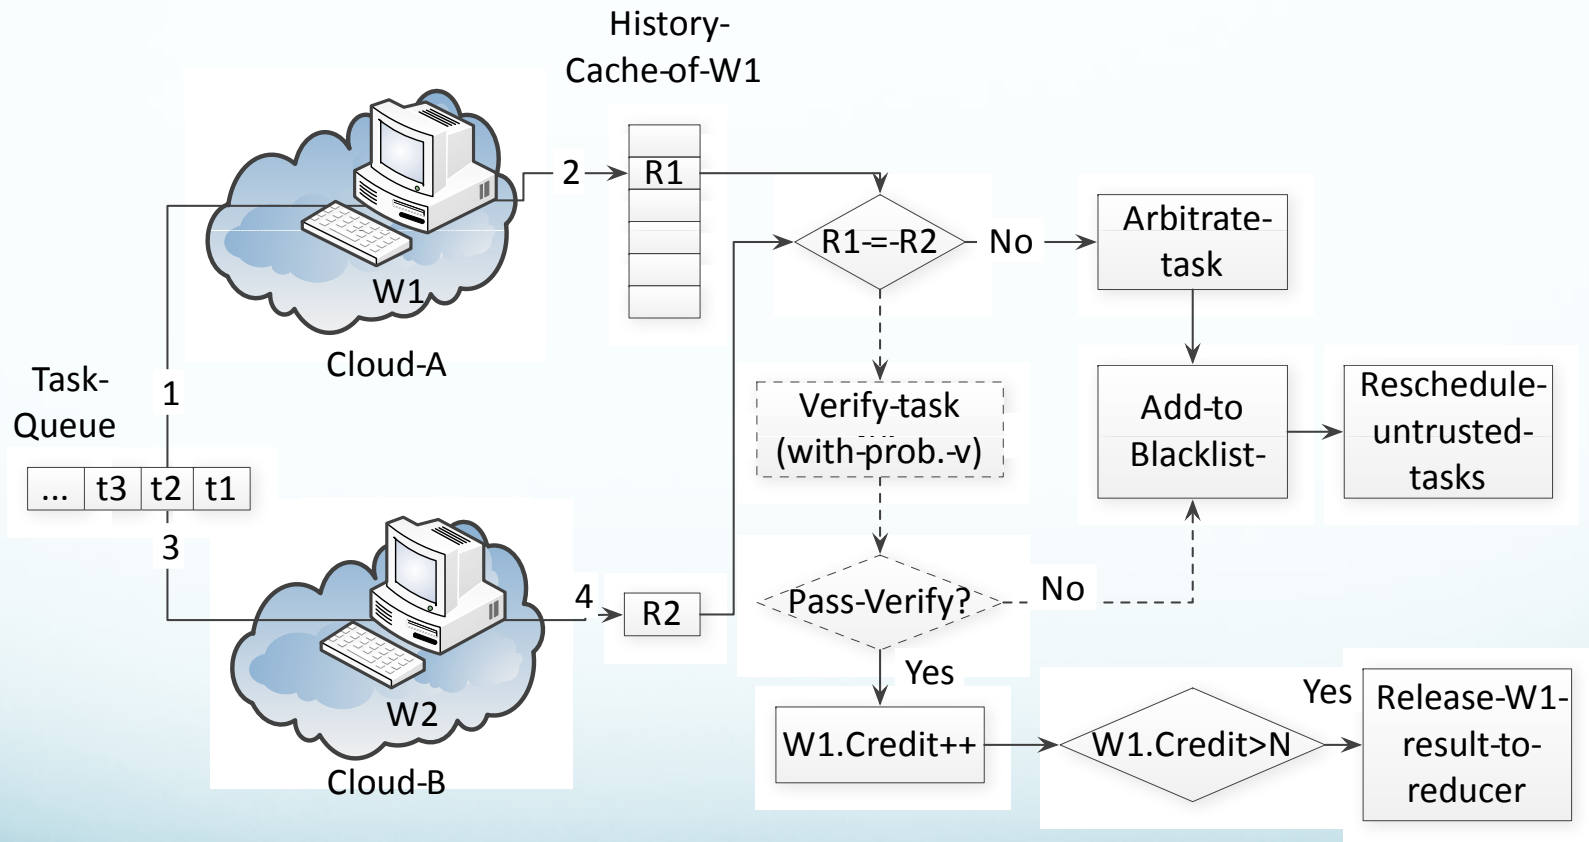 History-
Cache-of-W1
2
R1
W1
Cloud-A
R1-=-R2
No
Arbitrate-
task
Task-
Queue
1
... t3 t2 t1
3
Verify-task
(with-prob.-v)
Add-to
Blacklist-
Reschedule-
untrusted-
tasks
W2
Cloud-B
4
R2
Pass-Verify?
No
Yes
W1.Credit++
W1.Credit>N
Yes
Release-W1-
result-to-
reducer